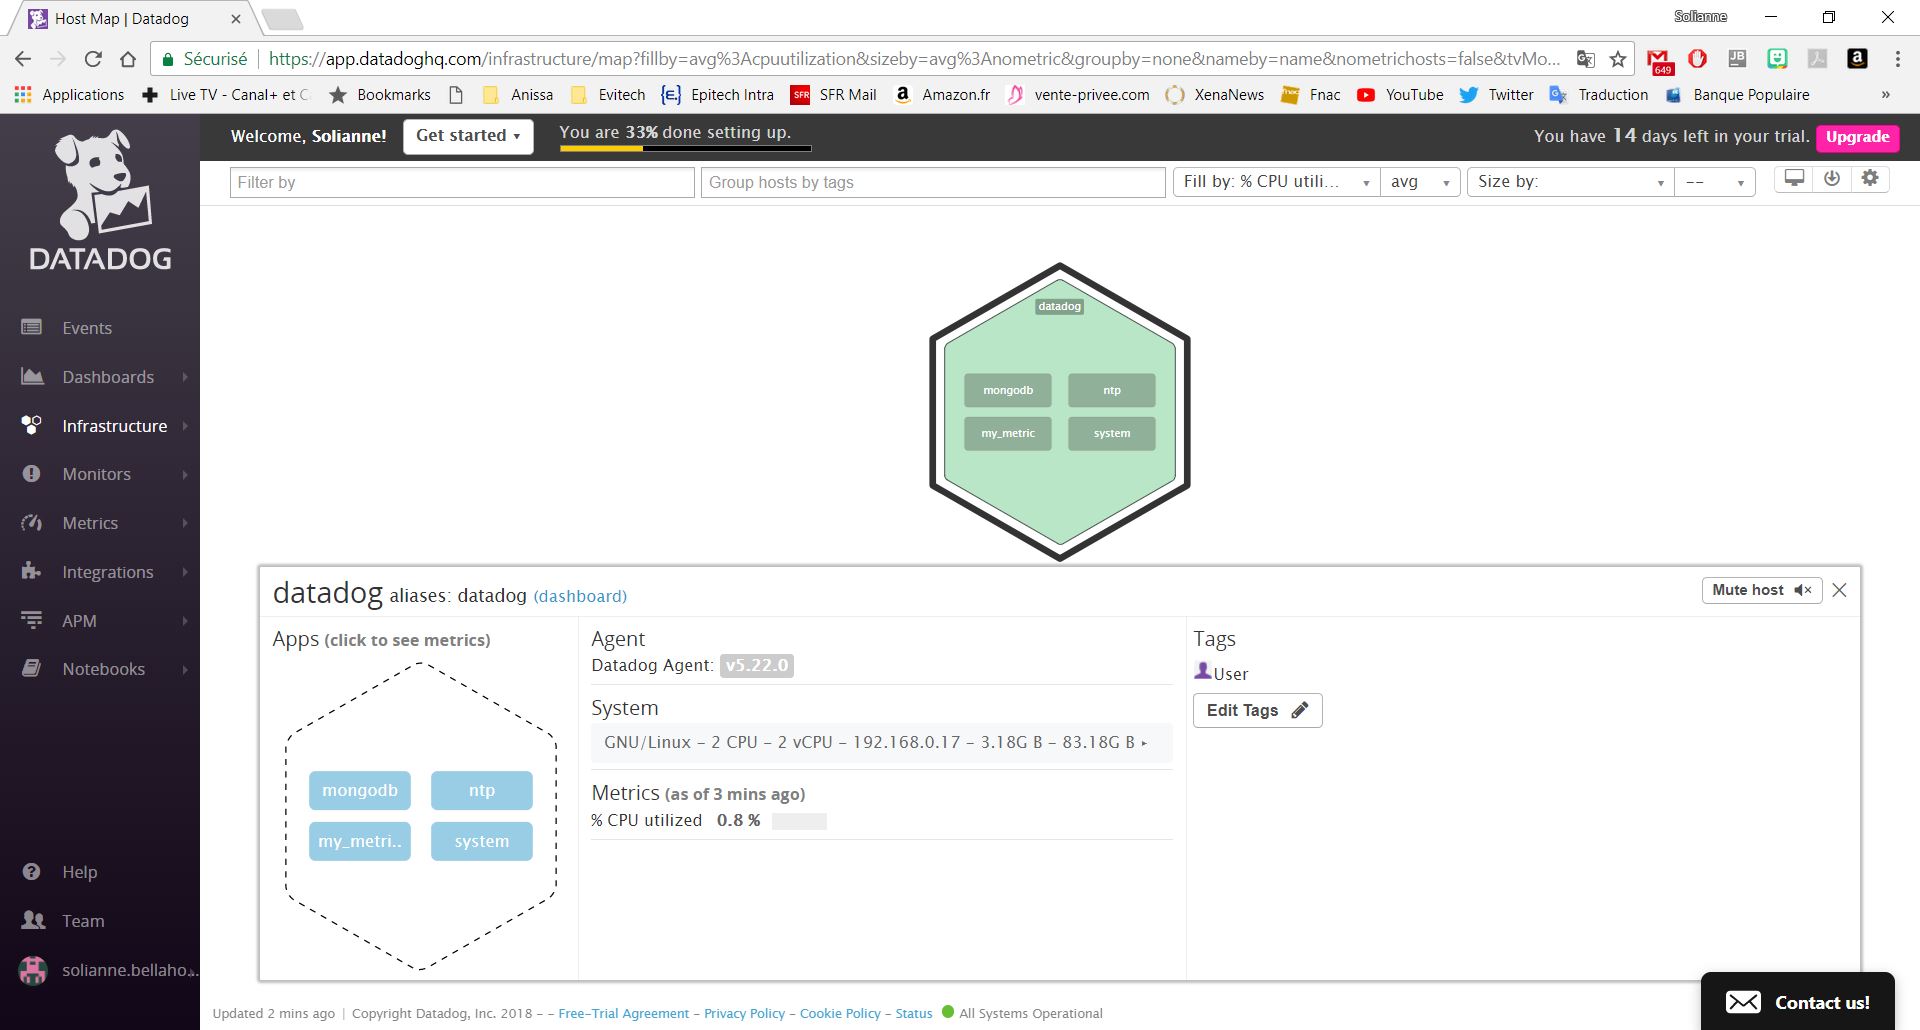 Host Map | Datadog
Solianne
Sécurisé
https://app.datadoghq.com/infrastructure/map?fillby=avg%3Acpuutilization&sizeby=avg%3Anometric&groupby=none&nameby=name&nometrichosts=false&tvMo...
649
JB
Applications
Live TV - Canal+ et C
Bookmarks
Anissa
Evitech
{E.}
Epitech Intra
SFR
SFR Mail
a
Amazon.fr
vente-privee.com
XenaNews
fnac
Fnac
YouTube
Twitter
Traduction
Banque Populaire
»
DATADOG
Welcome, Solianne!
Get started
You are 33% done setting up.
You have 14 days left in your trial.
Upgrade
Filter by
Group hosts by tags
Fill by: % CPU utili...
avg
Size by:
--
Events
Dashboards
Infrastructure
Monitors
Metrics
Integrations
APM
Notebooks
Help
Team
solianne.bellaho...
datadog
mongodb
ntp
my_metric
system
datadog aliases: datadog (dashboard)
Mute host
Apps (click to see metrics)
mongodb
ntp
my_metri..
system
Agent
Datadog Agent: v5.22.0
System
GNU/Linux - 2 CPU - 2 vCPU - 192.168.0.17 - 3.18G B - 83.18G B
Metrics (as of 3 mins ago)
% CPU utilized 0.8 %
Tags
User
Edit Tags
Updated 2 mins ago | Copyright Datadog, Inc. 2018 - - Free-Trial Agreement - Privacy Policy - Cookie Policy - Status All Systems Operational
Contact us!